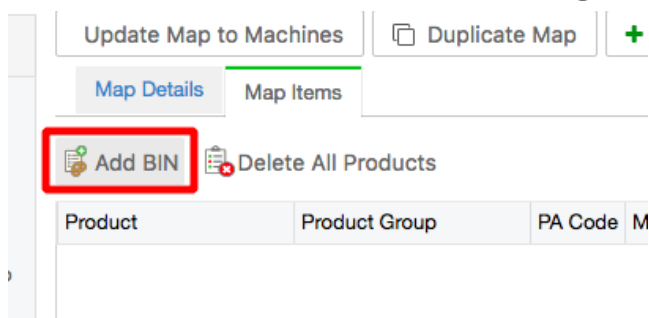 Update Map to Machines Duplicate Map +
Map Details Map Items
Add BIN Delete All Products
Product Product Group PA Code M